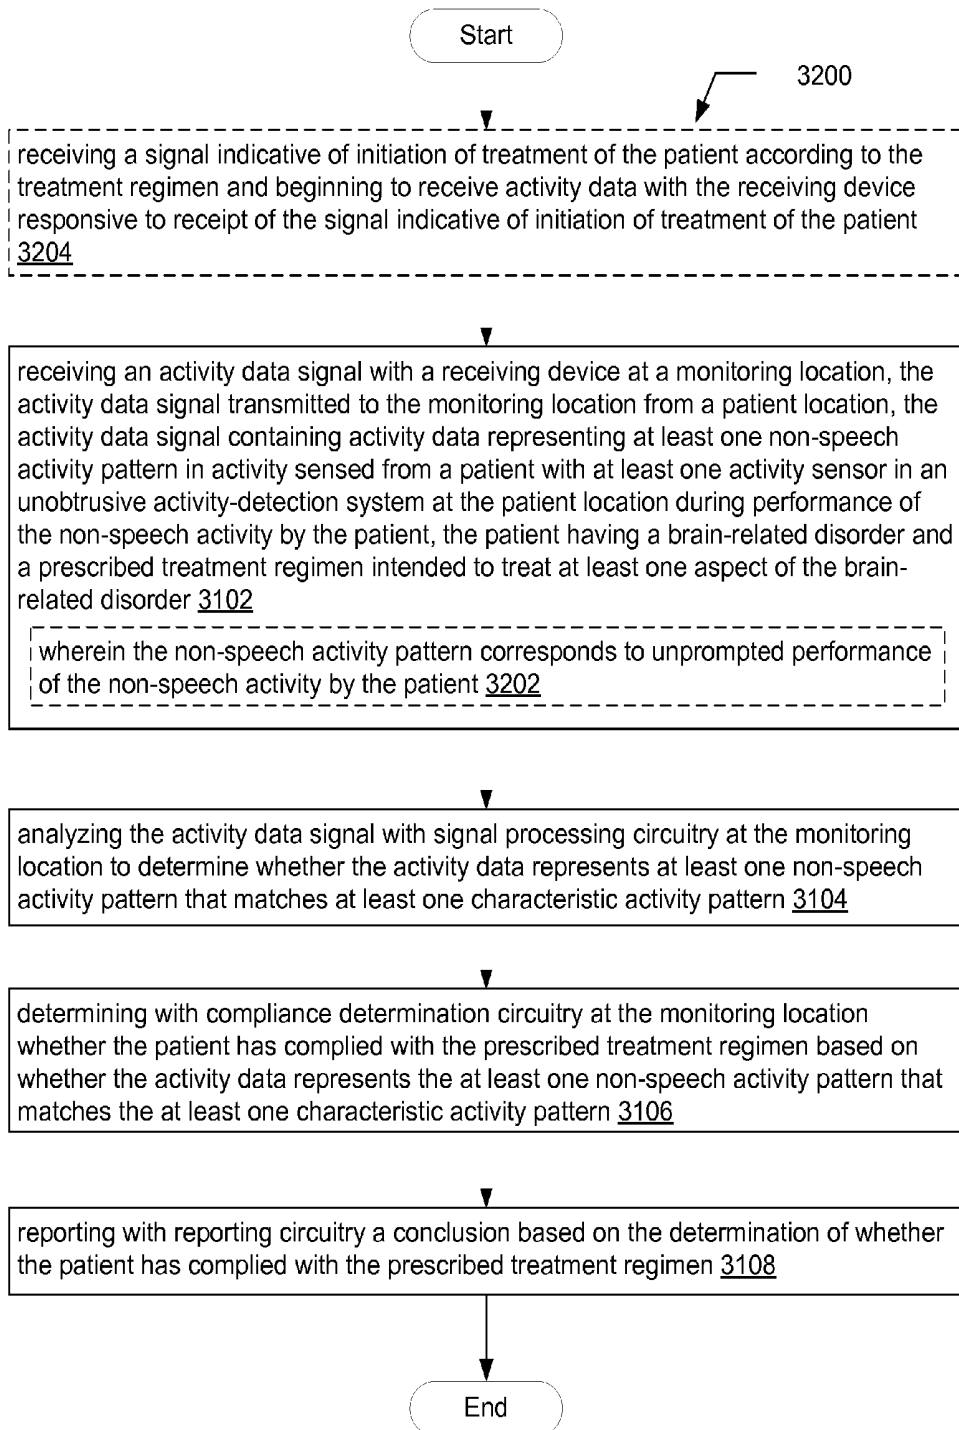 Start
3200
receiving a signal indicative of initiation of treatment of the patient according to the
treatment regimen and beginning to receive activity data with the receiving device
responsive to receipt of the signal indicative of initiation of treatment of the patient
3204
receiving an activity data signal with a receiving device at a monitoring location, the
activity data signal transmitted to the monitoring location from a patient location, the
activity data signal containing activity data representing at least one non-speech
activity pattern in activity sensed from a patient with at least one activity sensor in an
unobtrusive activity-detection system at the patient location during performance of
the non-speech activity by the patient, the patient having a brain-related disorder and
a prescribed treatment regimen intended to treat at least one aspect of the brain-
related disorder 3102
wherein the non-speech activity pattern corresponds to unprompted performance
of the non-speech activity by the patient 3202
analyzing the activity data signal with signal processing circuitry at the monitoring
location to determine whether the activity data represents at least one non-speech
activity pattern that matches at least one characteristic activity pattern 3104
determining with compliance determination circuitry at the monitoring location
whether the patient has complied with the prescribed treatment regimen based on
whether the activity data represents the at least one non-speech activity pattern that
matches the at least one characteristic activity pattern 3106
reporting with reporting circuitry a conclusion based on the determination of whether
the patient has complied with the prescribed treatment regimen 3108
End